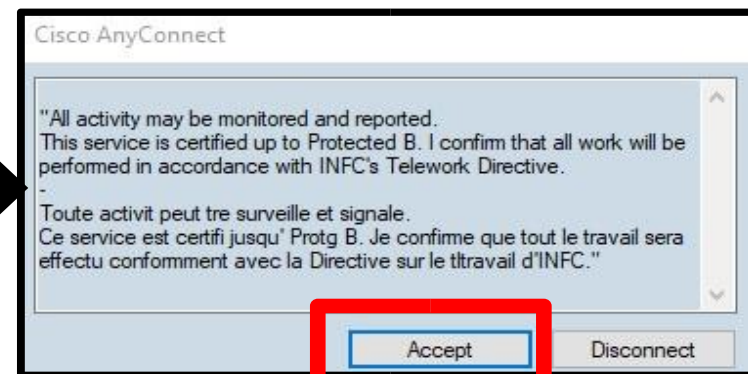 Cisco AnyConnect
"All activity may be monitored and reported.
This service is certified up to Protected B. I confirm that all work will be
performed in accordance with INFC's Telework Directive.
-
Toute activit peut tre surveille et signale.
Ce service est certifi jusqu' Protg B. Je confirme que tout le travail sera
effectu conformment avec la Directive sur le tltravail d'INFC."
Accept
Disconnect